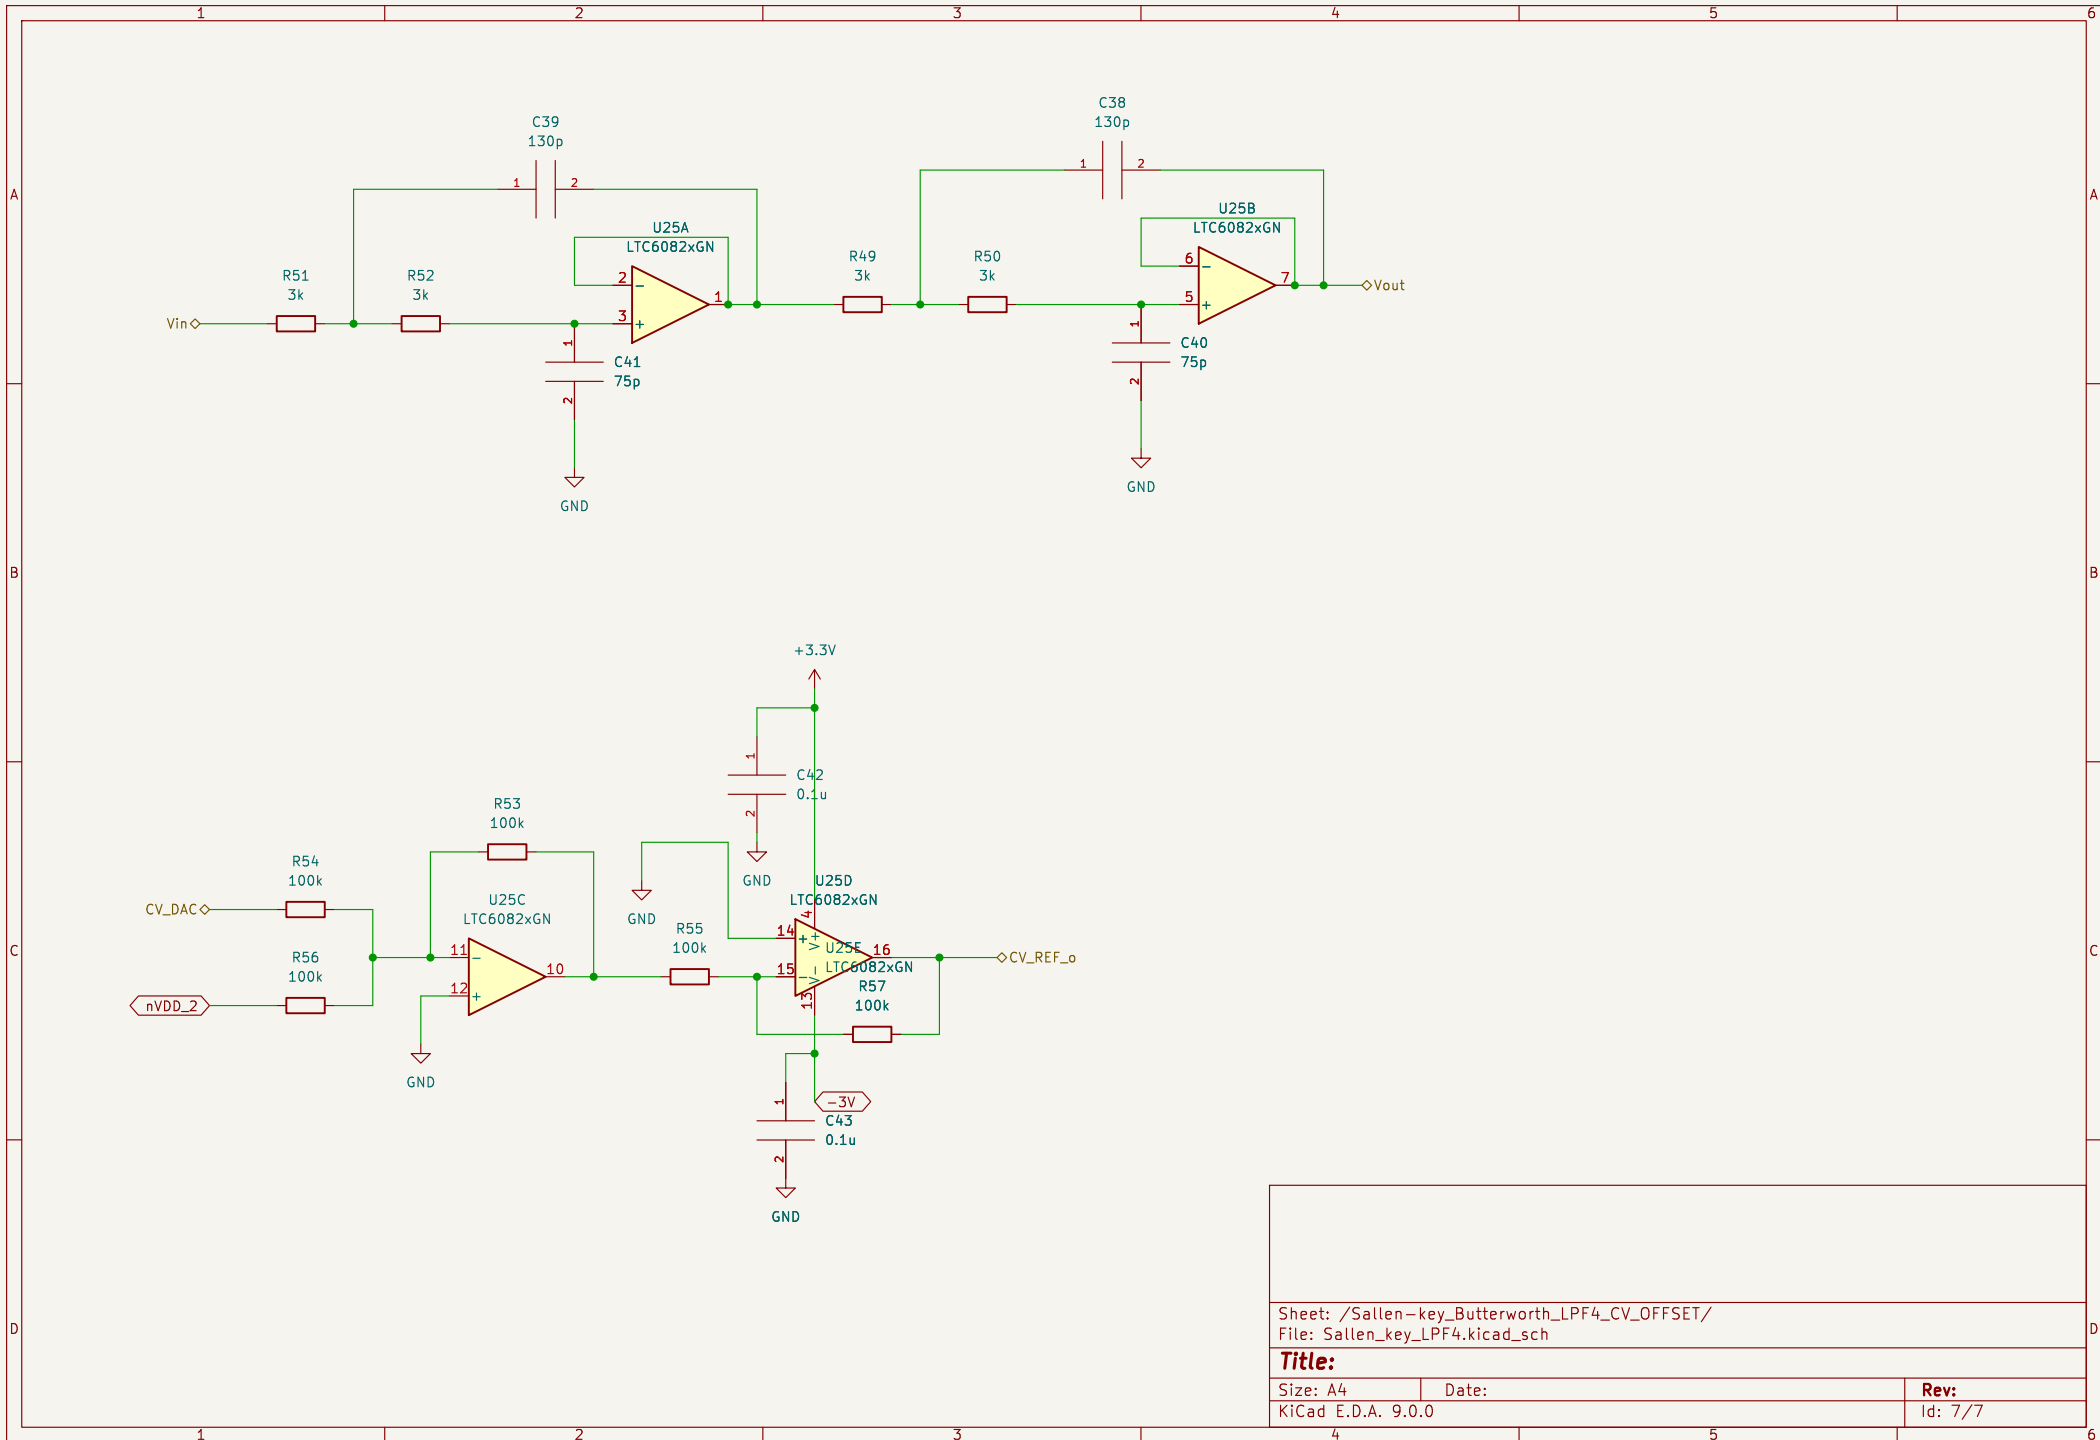 1 2 3 4 5 6
A A
B B
C C
D D
C39
130p
1 2
C38
130p
1 2
U25A
LTC6082xGN
2
3
1
- +
U25B
LTC6082xGN
6
5
7
- +
R51
3k
R52
3k
R49
3k
R50
3k
Vin
Vout
1
C41
75p
2
GND
1
C40
75p
2
GND
+3.3V
1
C42
0.1u
2
GND
GND
R53
100k
R54
100k
CV_DAC
R56
100k
nVDD_2
U25C
LTC6082xGN
11
12
10
- +
GND
R55
100k
U25D
LTC6082xGN
4
14
15
16
13
+ -
V+
V-
U25E
LTC6082xGN
CV_REF_o
R57
100k
-3V
1
C43
0.1u
2
GND
Sheet: /Sallen-key_Butterworth_LPF4_CV_OFFSET/
File: Sallen_key_LPF4.kicad_sch
Title:
Size: A4 Date: Rev:
KiCad E.D.A. 9.0.0 Id: 7/7
1 2 3 4 5 6